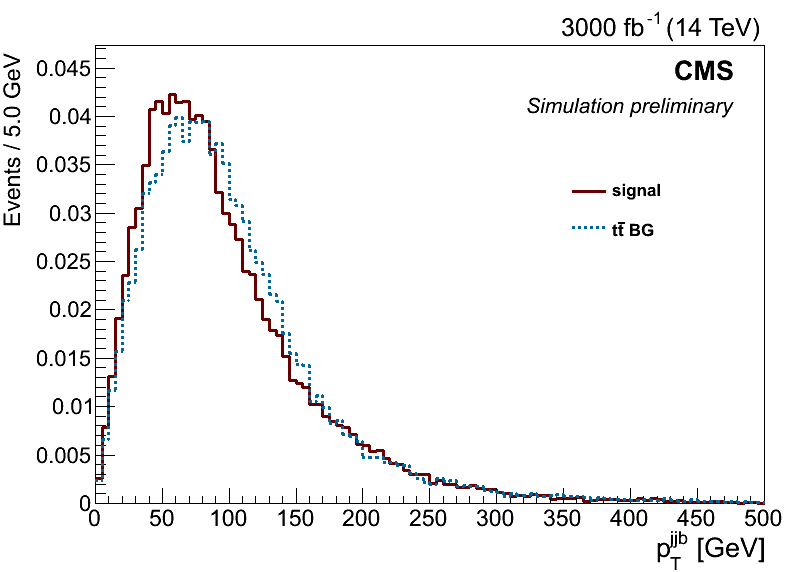 3000 fb⁻¹ (14 TeV)
CMS
Simulation preliminary
signal
tt̄ BG
Events / 5.0 GeV
0.045
0.04
0.035
0.03
0.025
0.02
0.015
0.01
0.005
0
0 50 100 150 200 250 300 350 400 450 500
p_T^jjb [GeV]